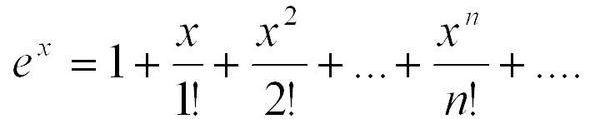 e^x = 1 + x/1! + x^2/2! + ... + x^n/n! + ....